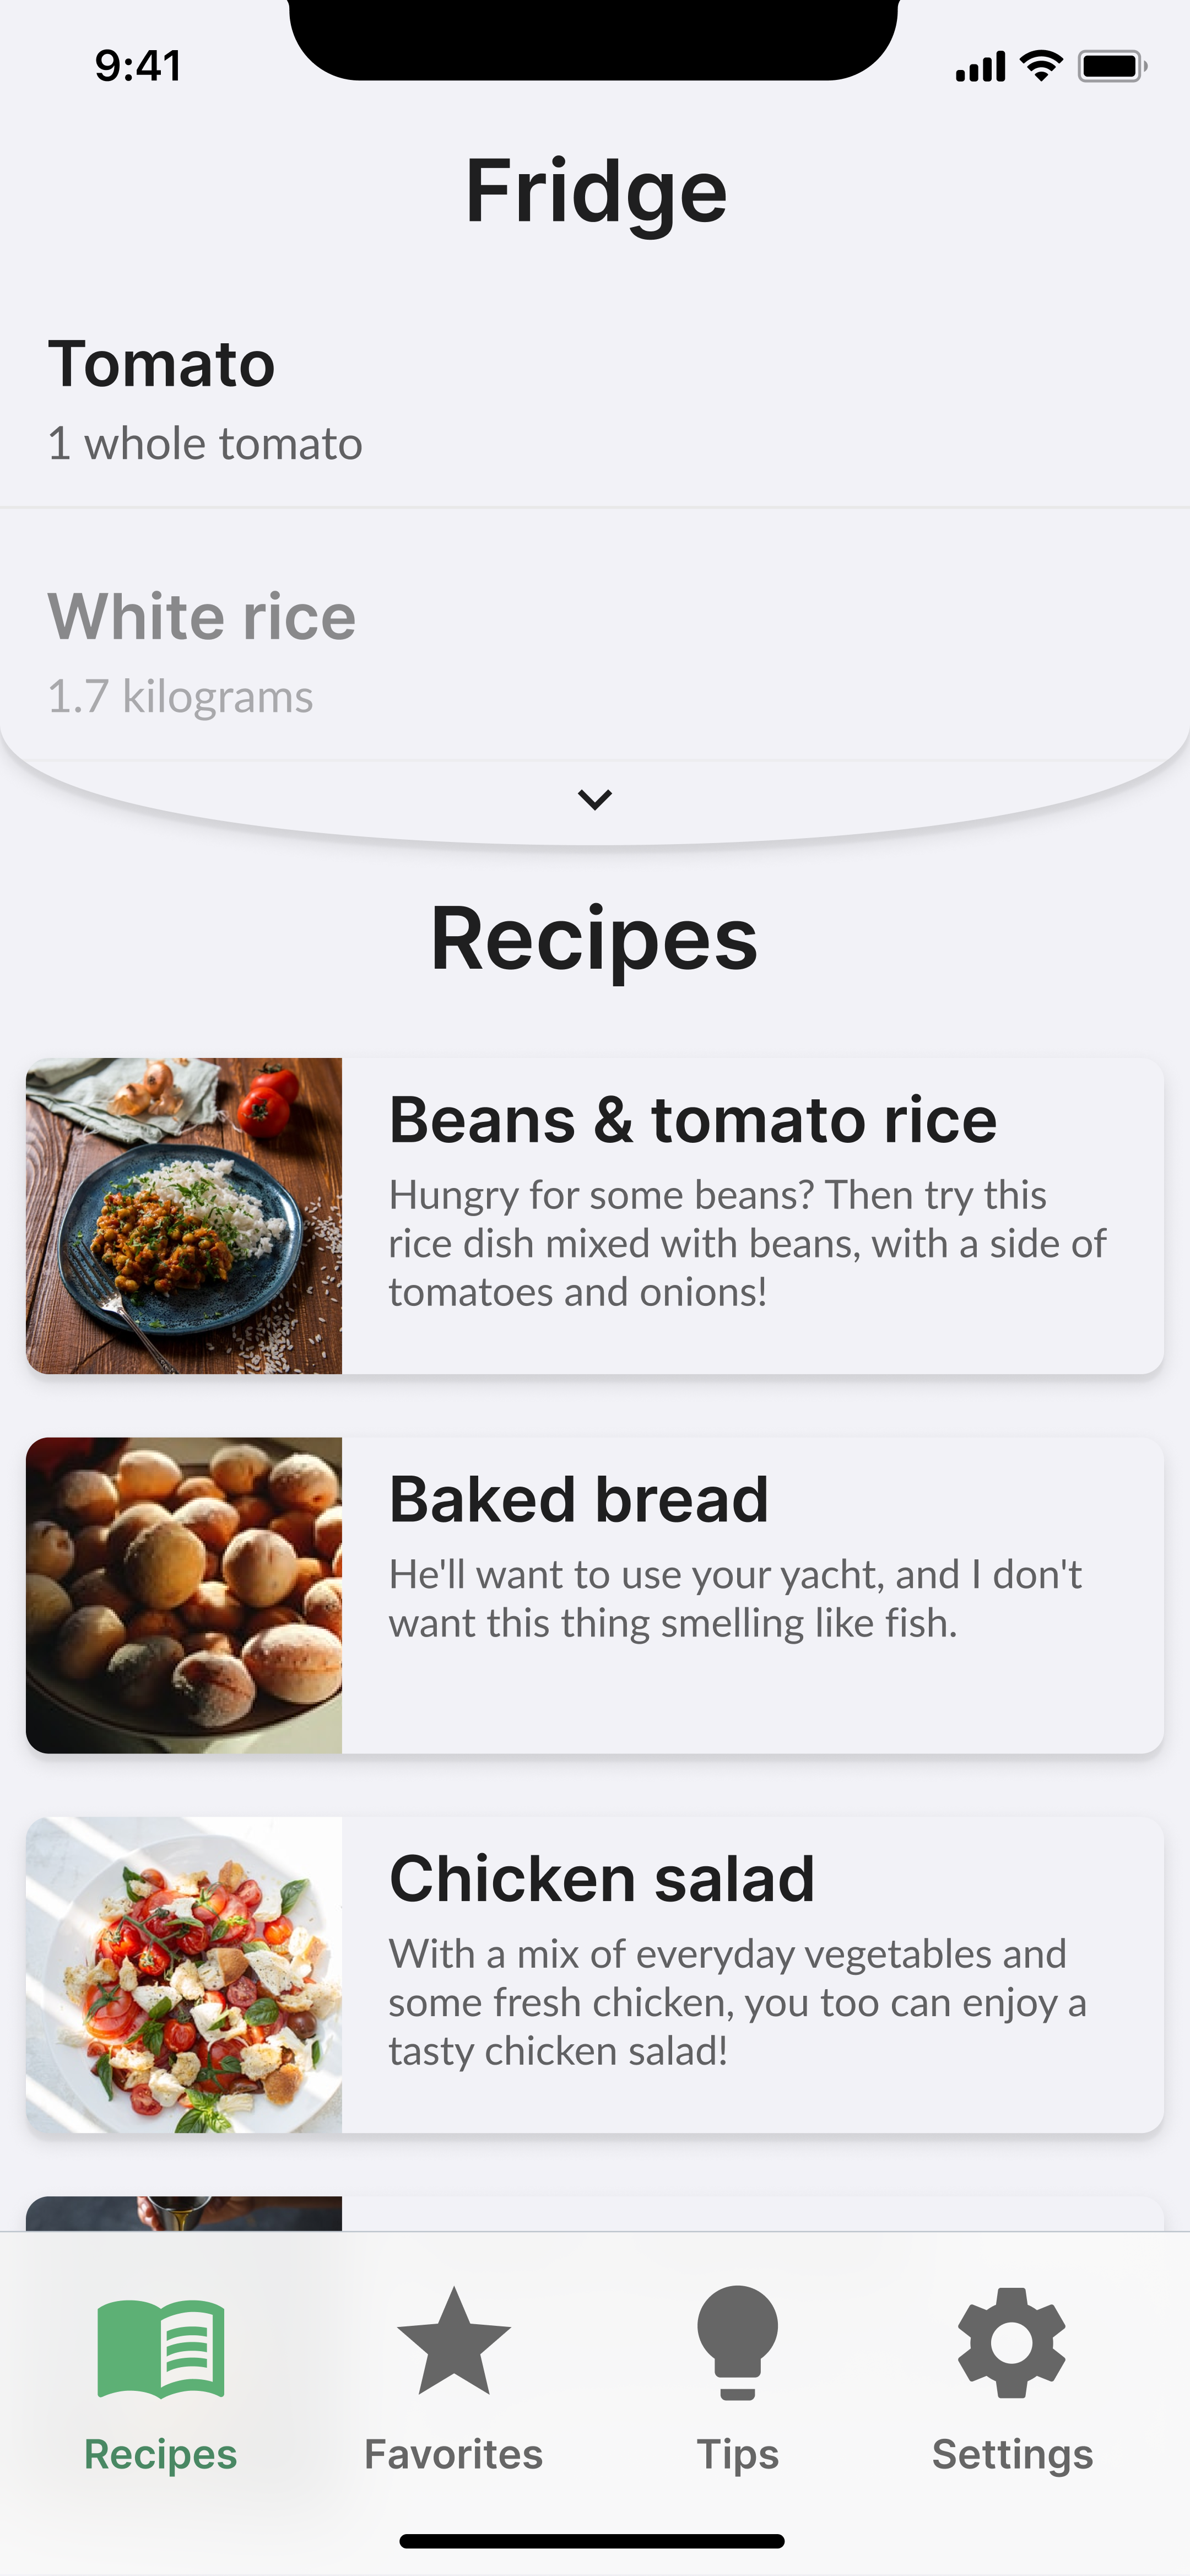 9:41
Fridge
Tomato
1 whole tomato
White rice
1.7 kilograms
Recipes
Beans & tomato rice
Hungry for some beans? Then try this
rice dish mixed with beans, with a side of
tomatoes and onions!
Baked bread
He'll want to use your yacht, and I don't
want this thing smelling like fish.
Chicken salad
With a mix of everyday vegetables and
some fresh chicken, you too can enjoy a
tasty chicken salad!
Recipes
Favorites
Tips
Settings